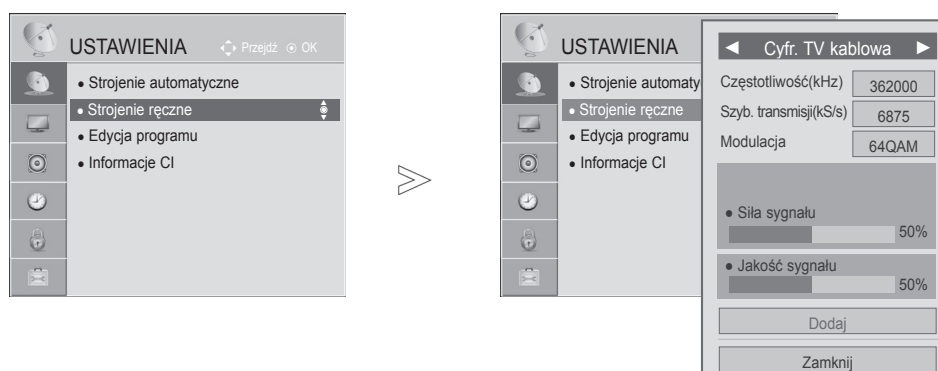 USTAWIENIA
Przejdź OK
• Strojenie automatyczne
• Strojenie ręczne
• Edycja programu
• Informacje CI
USTAWIENIA
• Strojenie automaty
• Strojenie ręczne
• Edycja programu
• Informacje CI
◄ Cyfr. TV kablowa ►
Częstotliwość(kHz) 362000
Szyb. transmisji(kS/s) 6875
Modulacja 64QAM
• Siła sygnału
50%
• Jakość sygnału
50%
Dodaj
Zamknij